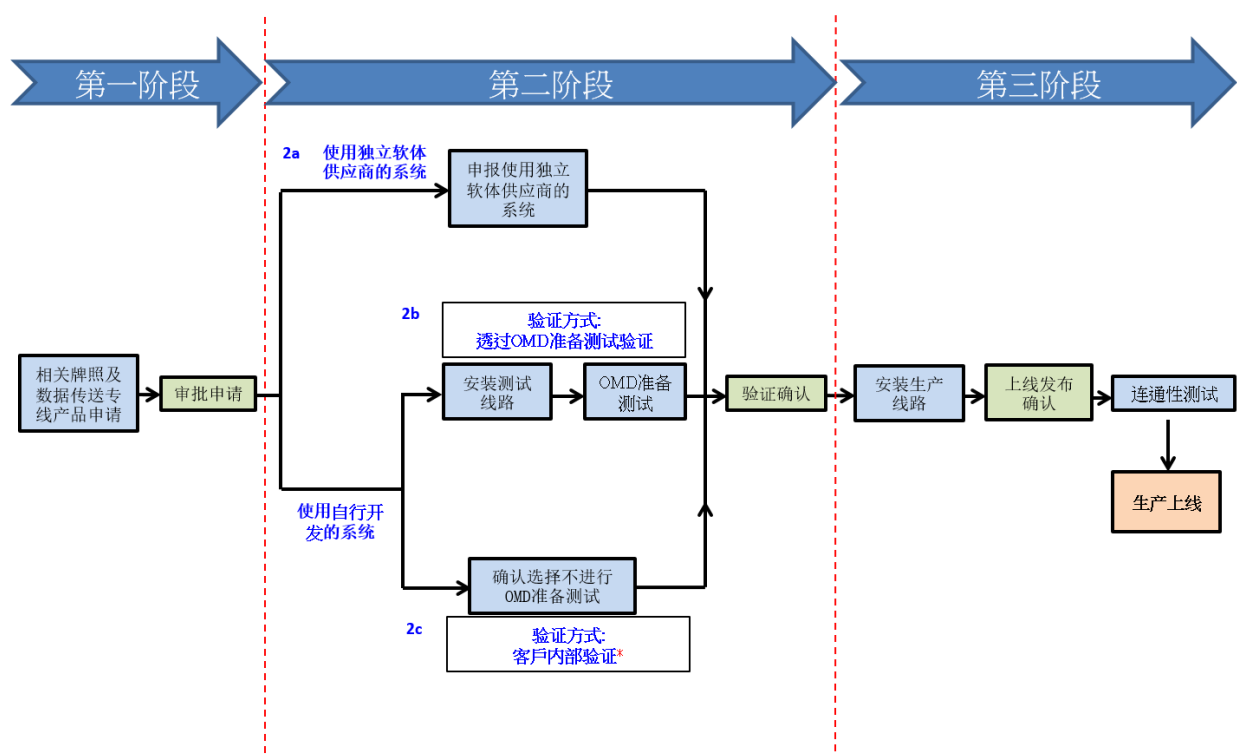 第一阶段
第二阶段
第三阶段
2a
使用独立软体
供应商的系统
申报使用独立
软体供应商的
系统
2b
验证方式:
透过OMD准备测试验证
相关牌照及
数据传送专
线产品申请
审批申请
安装测试
线路
OMD准备
测试
验证确认
安装生产
线路
上线发布
确认
连通性测试
生产上线
使用自行开
发的系统
确认选择不进行
OMD准备测试
2c
验证方式:
客戶内部验证*